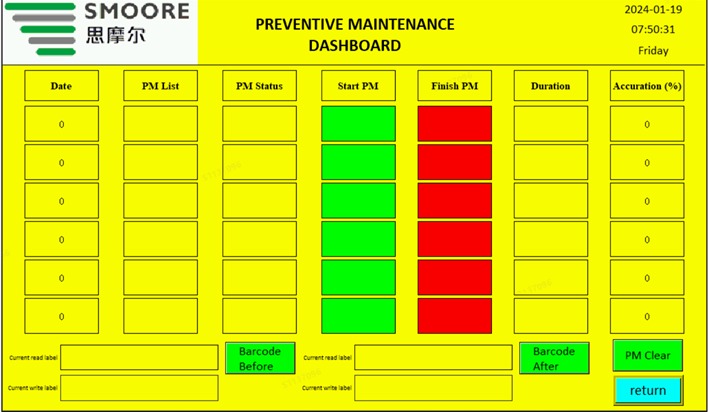 SMOORE
思摩尔
PREVENTIVE MAINTENANCE
DASHBOARD
2024-01-19
07:50:31
Friday
Date PM List PM Status Start PM Finish PM Duration Accuration (%)
0 0
0 0
0 0
0 0
0 0
0 0
Current read label Barcode Before Current read label Barcode After PM Clear
Current write label Current write label return